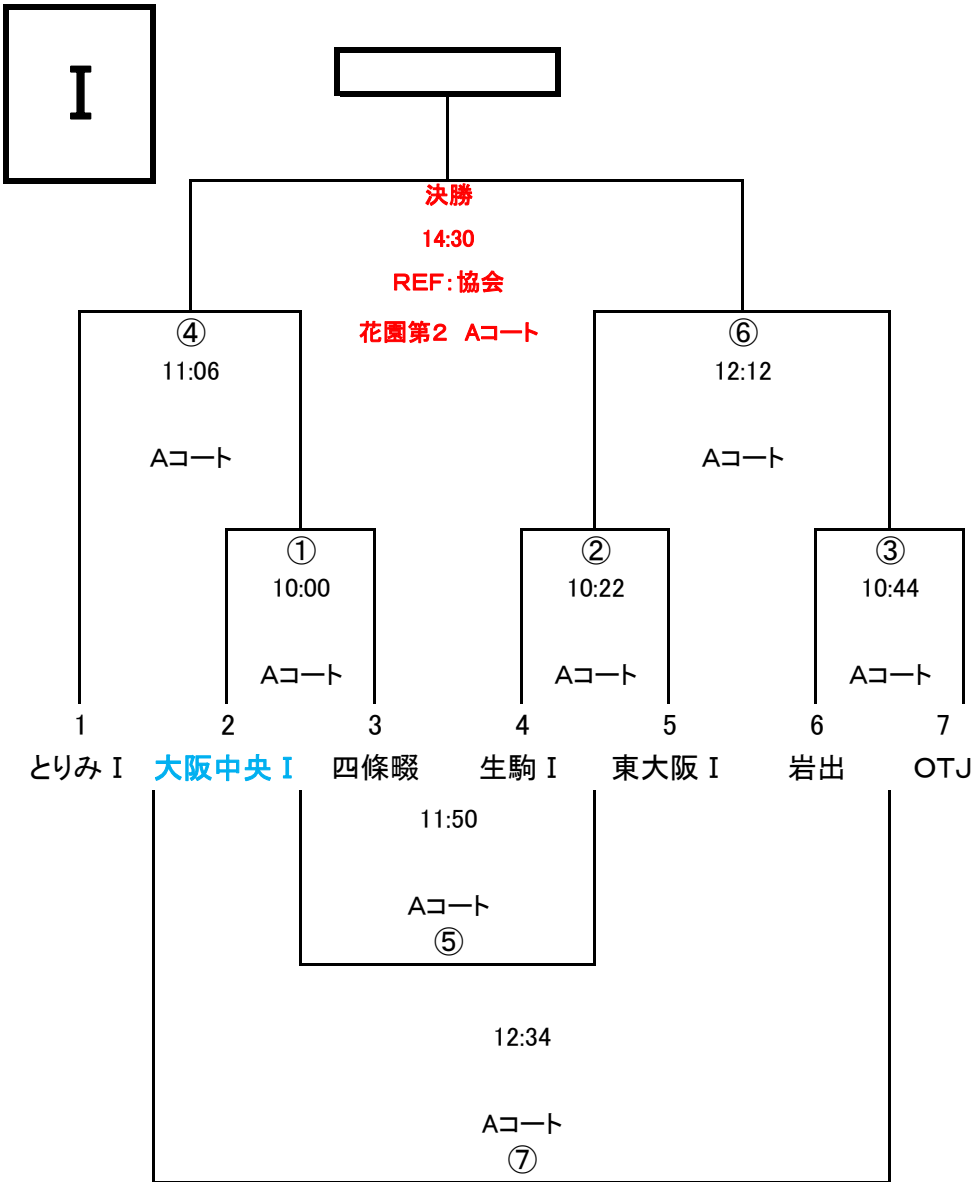 I
決勝
14:30
REF：協会
花園第２ Aコート
④ ⑥
11:06 12:12
Aコート Aコート
① ② ③
10:00 10:22 10:44
Aコート Aコート Aコート
1 2 3 4 5 6 7
とりみ I 大阪中央 I 四條畷 生駒 I 東大阪 I 岩出 OTJ
11:50
Aコート
⑤
12:34
Aコート
⑦